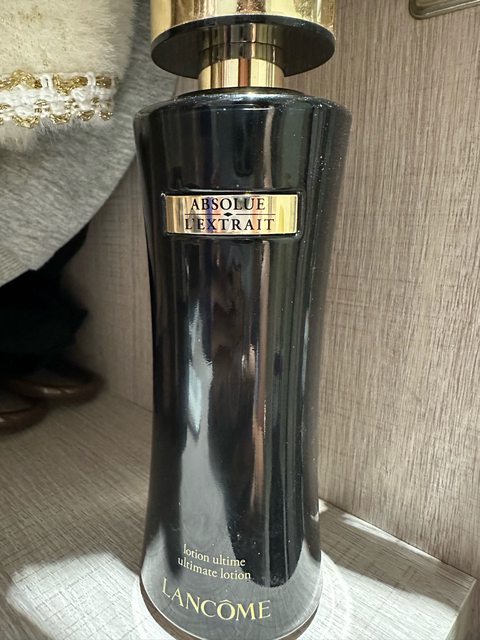 ABSOLUE
L'EXTRAIT
lotion ultime
ultimate lotion
LANCÔME